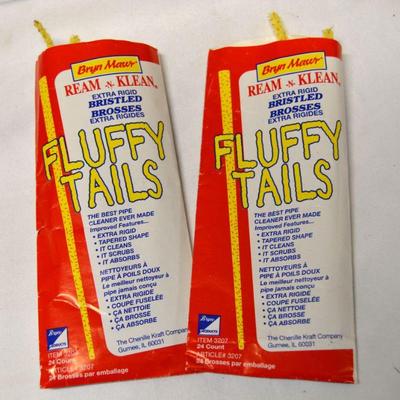 Bryn Mawr
REAM -N- KLEAN
EXTRA RIGID
BRISTLED
BROSSES
EXTRA RIGIDES
FLUFFY
TAILS
THE BEST PIPE
CLEANER EVER MADE
Improved Features...
• EXTRA RIGID
• TAPERED SHAPE
• IT CLEANS
• IT SCRUBS
• IT ABSORBS
NETTOYEURS À
PIPE À POILS DOUX
Le meilleur nettoyeur à
pipe jamais conçu
• EXTRA RIGIDE
• COUPE FUSELÉE
• ÇA NETTOIE
• ÇA BROSSE
• ÇA ABSORBE
Bryn
PRODUCTS
ITEM 3207
24 Count
The Chenille Kraft Company
Gurnee, IL 60031
ARTICLE# 3207
24 Brosses par emballage
Bryn Mawr
REAM -N- KLEAN
EXTRA RIGID
BRISTLED
BROSSES
EXTRA RIGIDES
FLUFFY
TAILS
THE BEST PIPE
CLEANER EVER MADE
Improved Features...
• EXTRA RIGID
• TAPERED SHAPE
• IT CLEANS
• IT SCRUBS
• IT ABSORBS
NETTOYEURS À
PIPE À POILS DOUX
Le meilleur nettoyeur à
pipe jamais conçu
• EXTRA RIGIDE
• COUPE FUSELÉE
• ÇA NETTOIE
• ÇA BROSSE
• ÇA ABSORBE
Bryn
PRODUCTS
ITEM 3207
24 Count
The Chenille Kraft Company
Gurnee, IL 60031
ARTICLE# 3207
24 Brosses par emballage